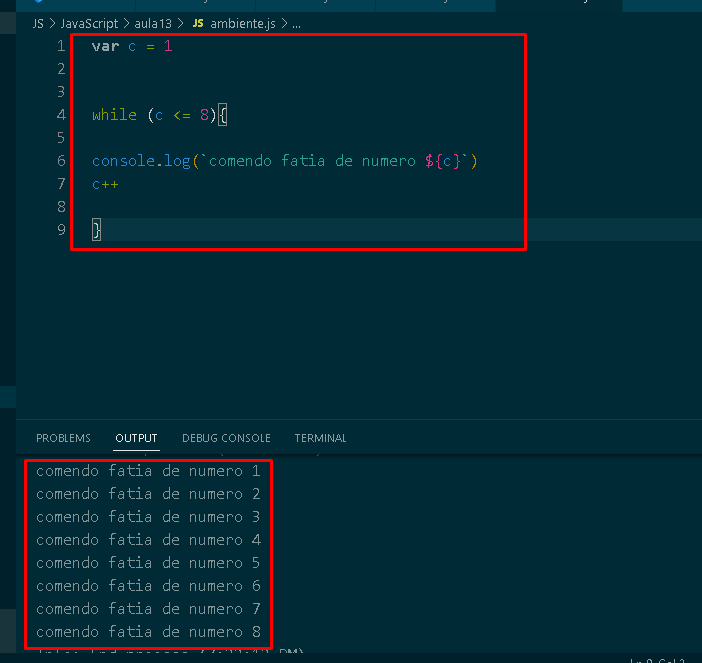 JS > JavaScript > aula13 > JS ambiente.js > ...
1 var c = 1
2
3
4 while (c <= 8){
5
6 console.log(`comendo fatia de numero ${c}`)
7 c++
8
9 }
PROBLEMS OUTPUT DEBUG CONSOLE TERMINAL
comendo fatia de numero 1
comendo fatia de numero 2
comendo fatia de numero 3
comendo fatia de numero 4
comendo fatia de numero 5
comendo fatia de numero 6
comendo fatia de numero 7
comendo fatia de numero 8